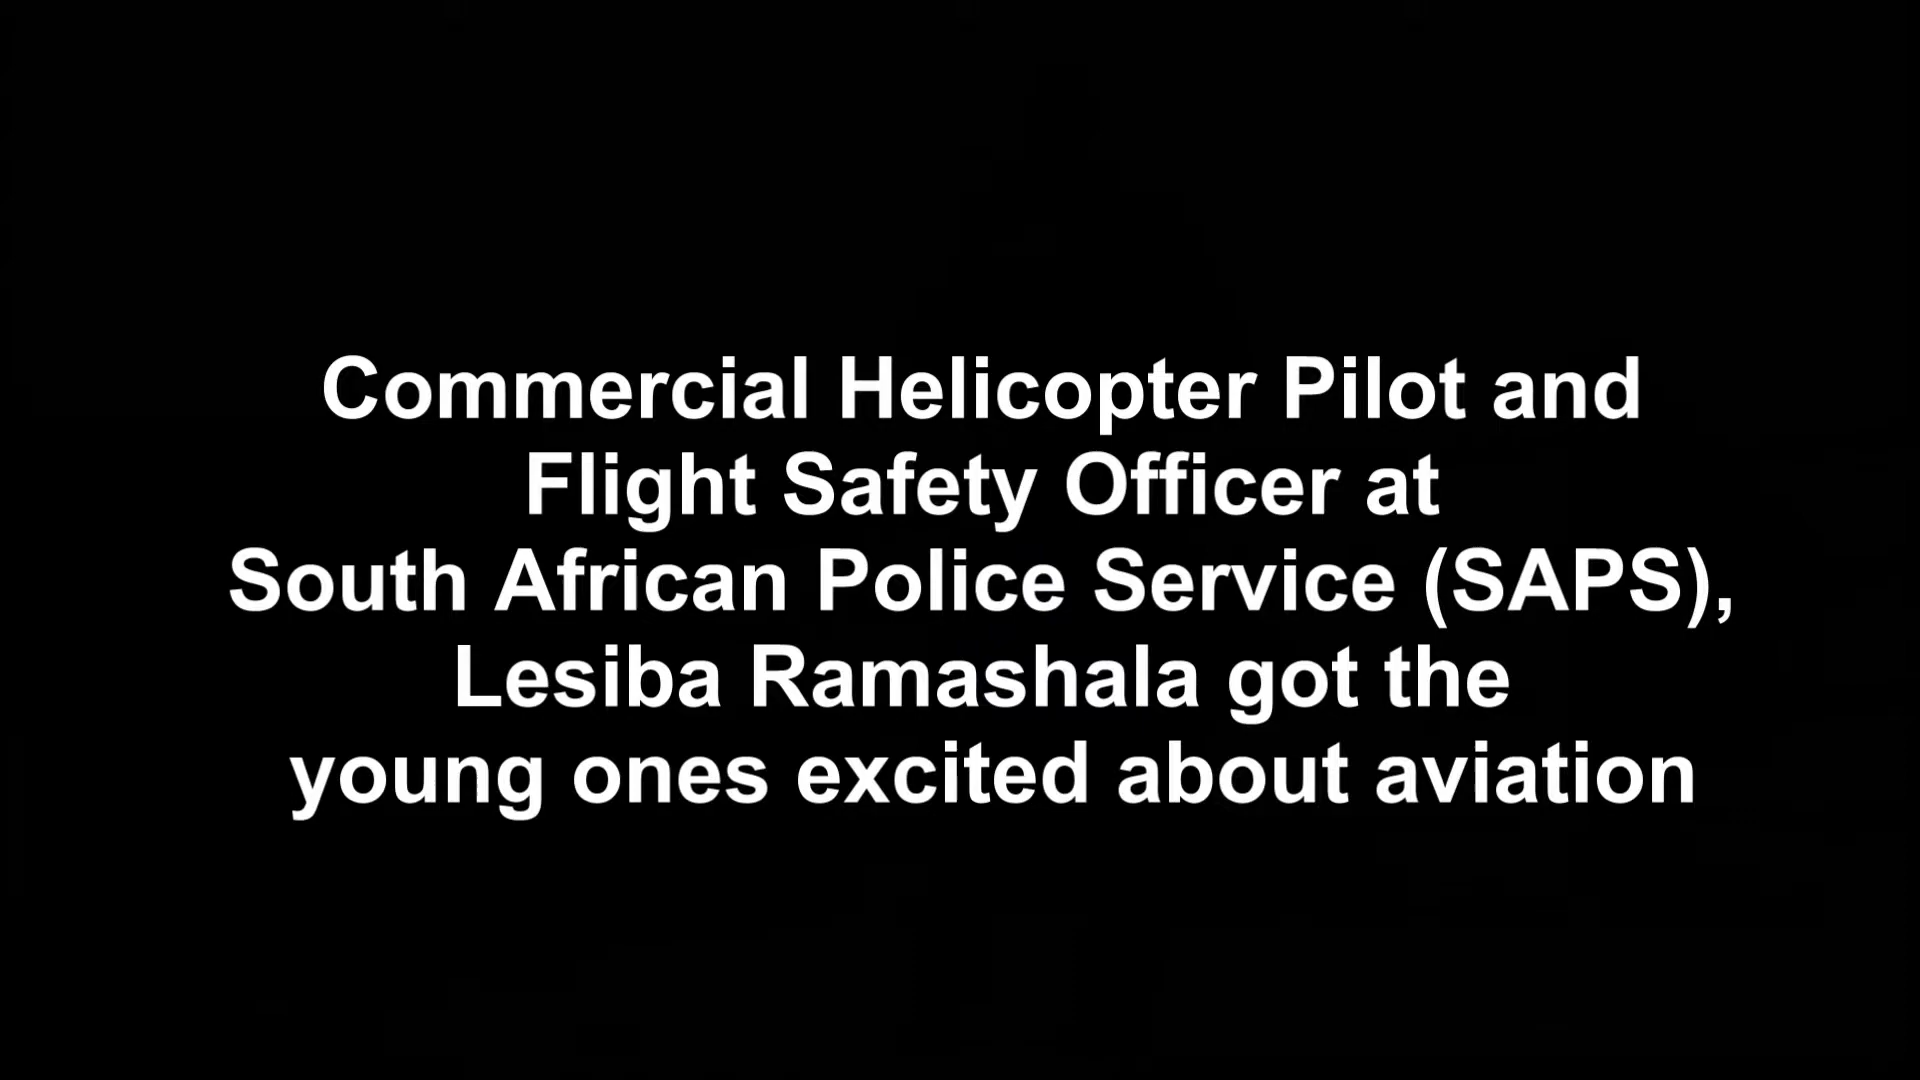 Commercial Helicopter Pilot and
Flight Safety Officer at
South African Police Service (SAPS),
Lesiba Ramashala got the
young ones excited about aviation